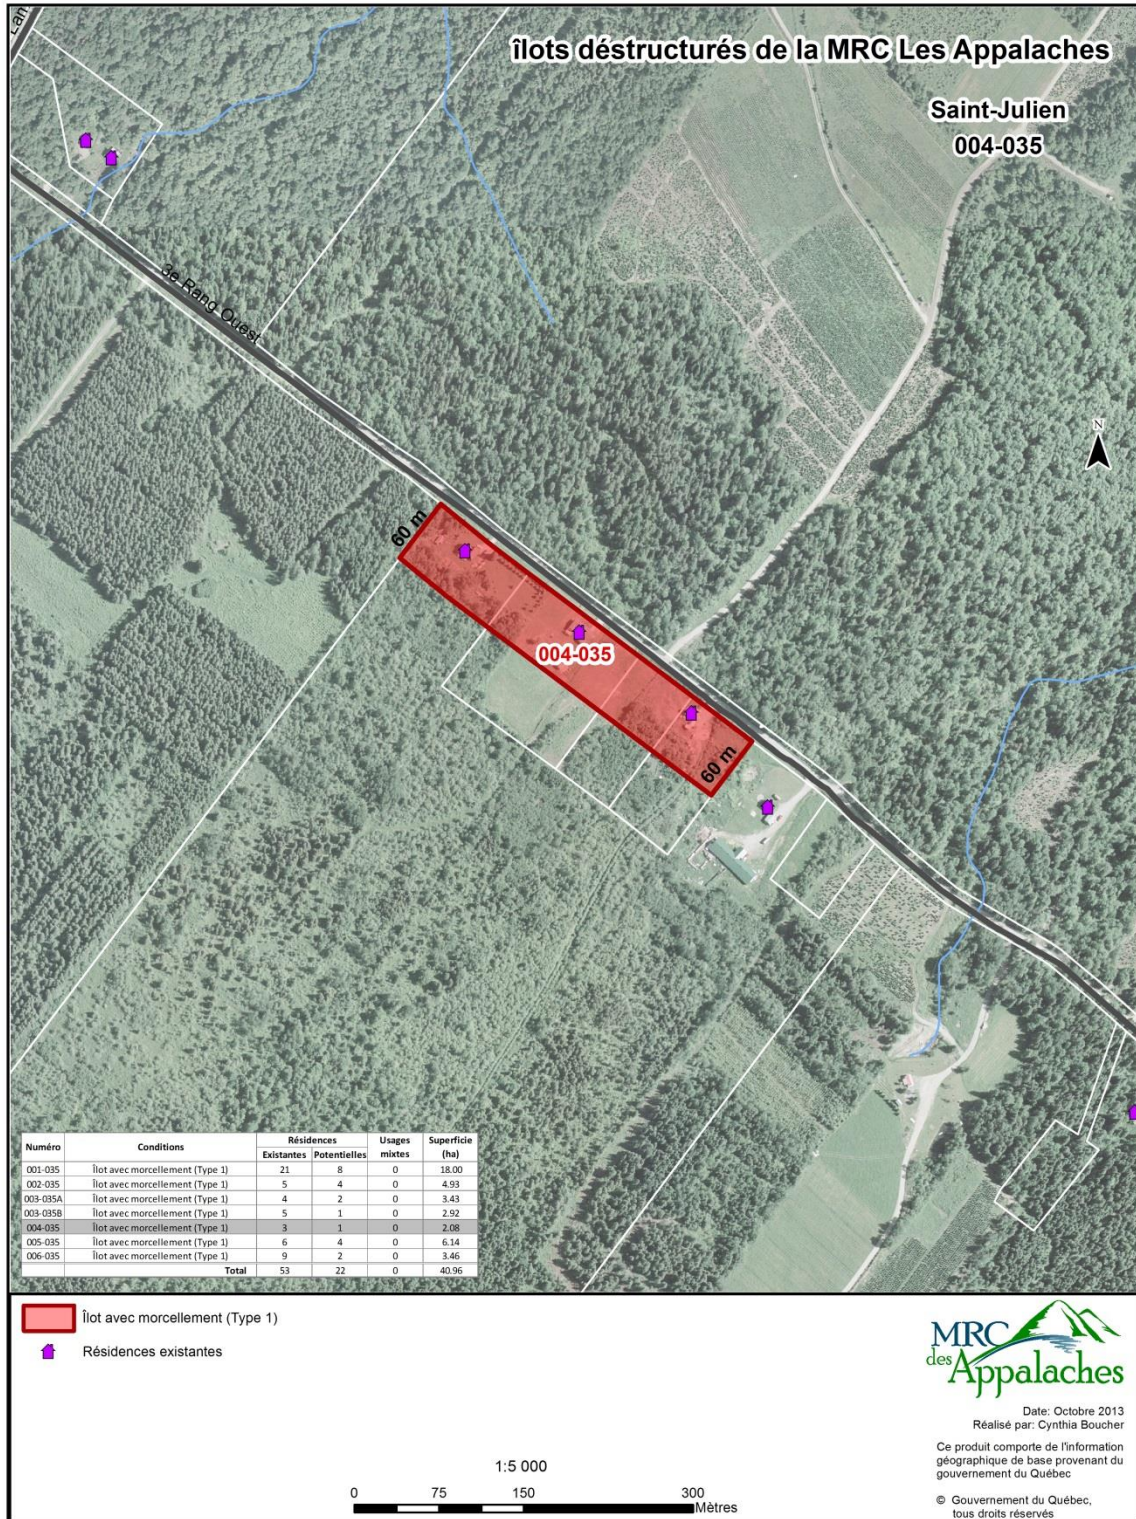 îlots déstructurés de la MRC Les Appalaches
Saint-Julien
004-035
3e Rang Ouest
N
60 m
004-035
60 m
Numéro Conditions Résidences Usages mixtes Superficie (ha)
Existantes Potentielles
001-035 Îlot avec morcellement (Type 1) 21 8 0 18.00
002-035 Îlot avec morcellement (Type 1) 5 4 0 4.93
003-035A Îlot avec morcellement (Type 1) 4 2 0 3.43
003-035B Îlot avec morcellement (Type 1) 5 1 0 2.92
004-035 Îlot avec morcellement (Type 1) 3 1 0 2.08
005-035 Îlot avec morcellement (Type 1) 6 4 0 6.14
006-035 Îlot avec morcellement (Type 1) 9 2 0 3.46
Total 53 22 0 40.96
Îlot avec morcellement (Type 1)
Résidences existantes
MRC
des Appalaches
Date: Octobre 2013
Réalisé par: Cynthia Boucher
Ce produit comporte de l'information
géographique de base provenant du
gouvernement du Québec
© Gouvernement du Québec,
tous droits réservés
1:5 000
0 75 150 300
Mètres